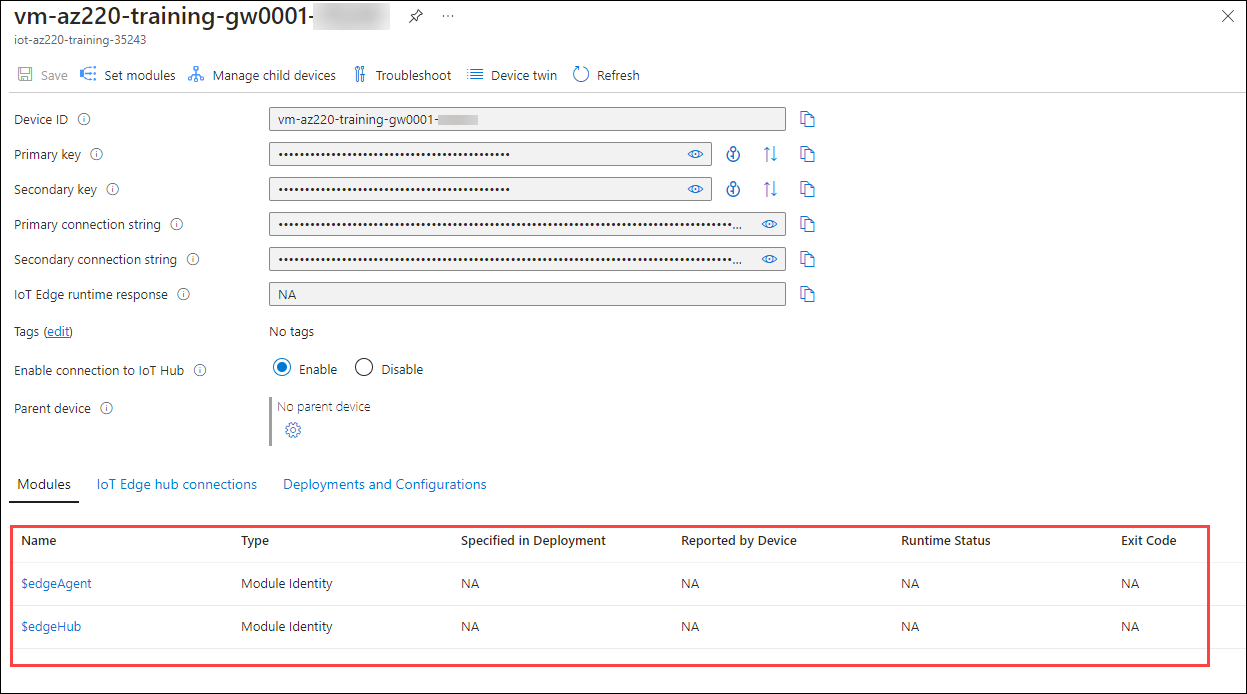 vm-az220-training-gw0001-
iot-az220-training-35243
Save Set modules Manage child devices Troubleshoot Device twin Refresh
Device ID vm-az220-training-gw0001-
Primary key ••••••••••••••••••••••••••••••••••••••••••••
Secondary key ••••••••••••••••••••••••••••••••••••••••••••
Primary connection string ...
Secondary connection string ...
IoT Edge runtime response NA
Tags (edit) No tags
Enable connection to IoT Hub Enable Disable
Parent device No parent device
Modules IoT Edge hub connections Deployments and Configurations
Name Type Specified in Deployment Reported by Device Runtime Status Exit Code
$edgeAgent Module Identity NA NA NA NA
$edgeHub Module Identity NA NA NA NA